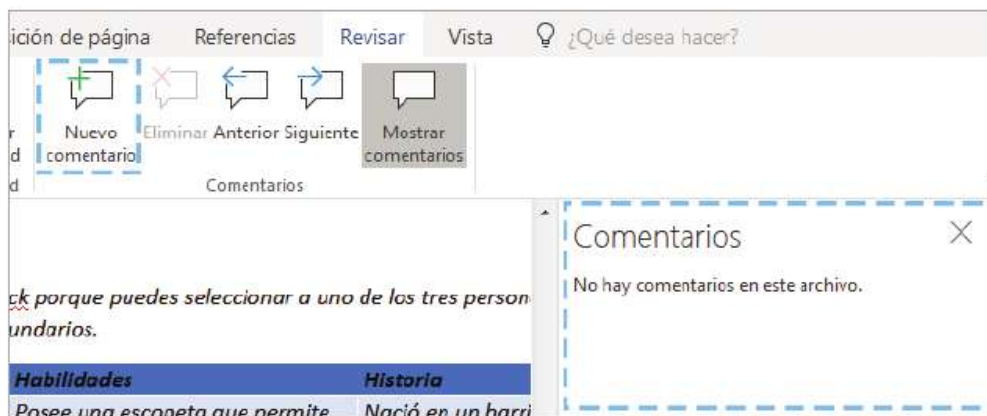 ición de página Referencias Revisar Vista ¿Qué desea hacer?
r Nuevo Eliminar Anterior Siguiente Mostrar
d comentario comentarios
d Comentarios
Comentarios
No hay comentarios en este archivo.
ck porque puedes seleccionar a uno de los tres person
undarios.
Habilidades Historia
Posee una escopeta que permite Nació en un barri